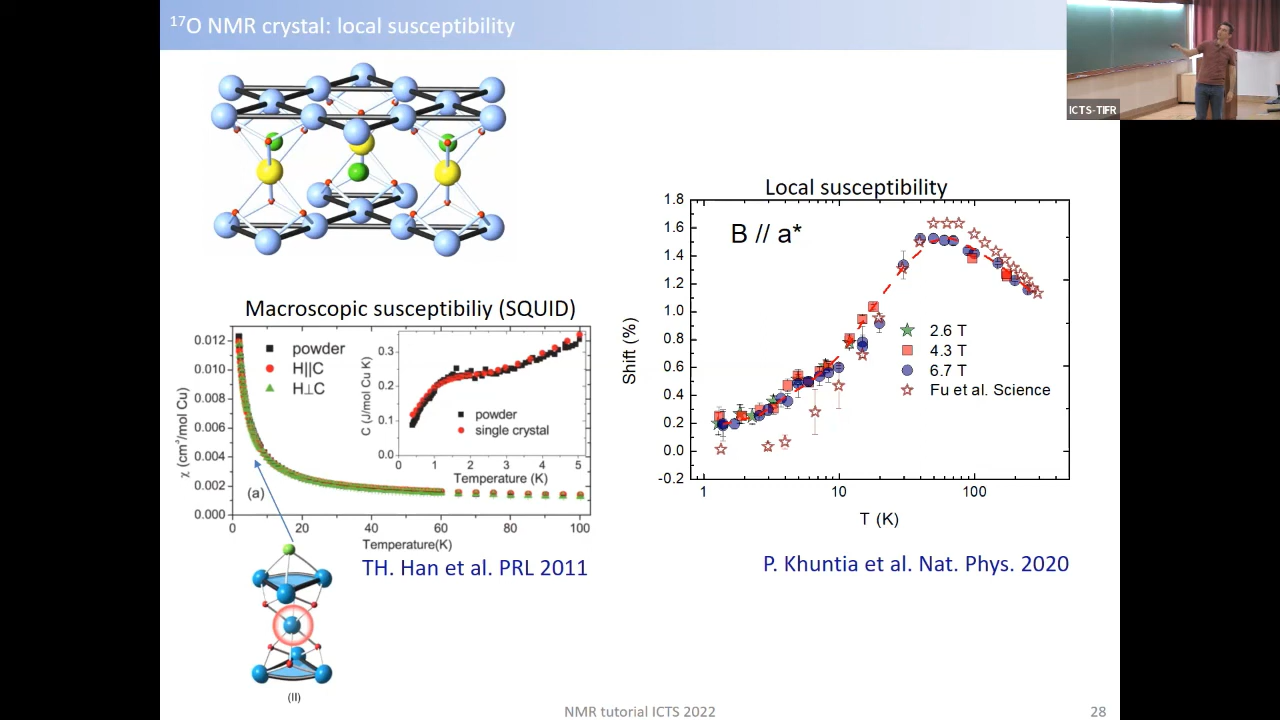 17O NMR crystal: local susceptibility
ICTS-TIFR
Macroscopic susceptibiliy (SQUID)
χ (cm³/mol Cu)
0.012
0.010
0.008
0.006
0.004
0.002
0.000
powder
H||C
H⊥C
(a)
0 20 40 60 80 100
Temperature(K)
C (J/mol Cu K)
0.3
0.2
0.1
0.0
powder
single crystal
0 1 2 3 4 5
Temperature (K)
TH. Han et al. PRL 2011
(II)
Local susceptibility
B // a*
Shift (%)
1.8
1.6
1.4
1.2
1.0
0.8
0.6
0.4
0.2
-0.0
-0.2
2.6 T
4.3 T
6.7 T
Fu et al. Science
1 10 100
T (K)
P. Khuntia et al. Nat. Phys. 2020
NMR tutorial ICTS 2022
28